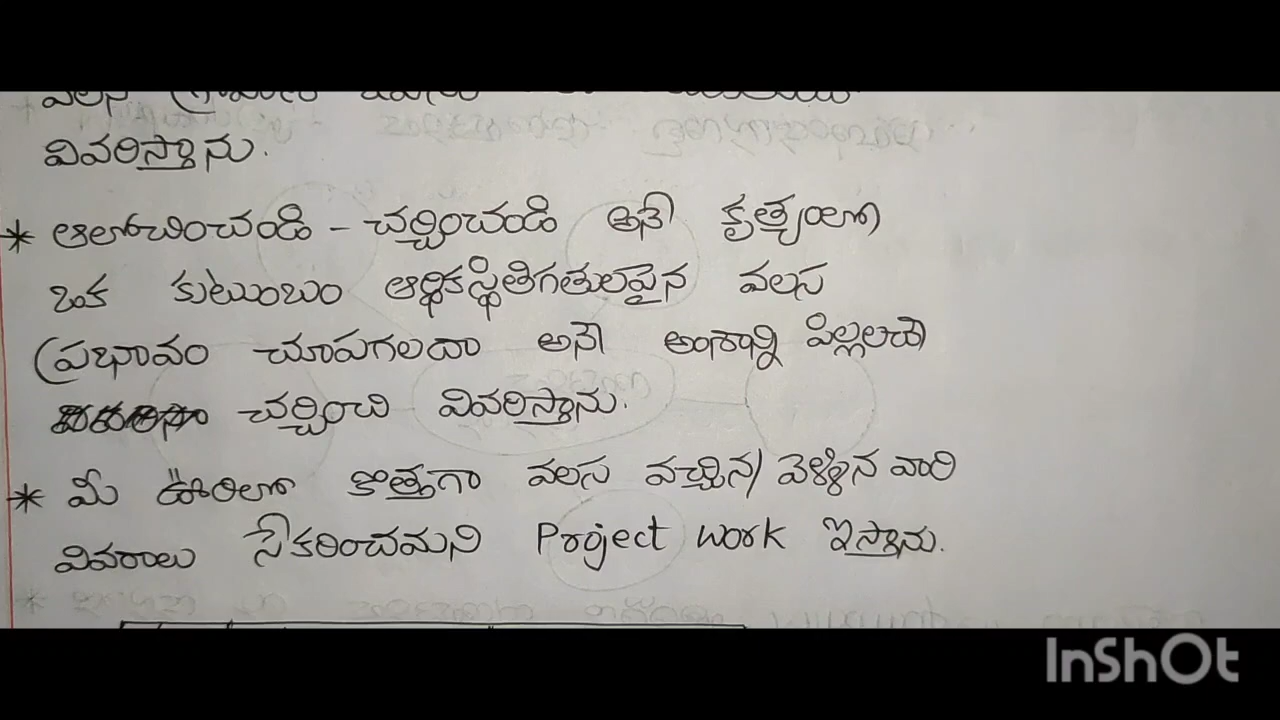 వివరిస్తాను.
* ఆలోచించండి - చర్చించండి అనే కృత్యంలో
ఒక కుటుంబం ఆర్థికస్థితిగతులపైన వలస
ప్రభావం చూపగలదా అనే అంశాన్ని పిల్లలచే
చర్చించి వివరిస్తాను.
* మీ ఊరిలో కొత్తగా వలస వచ్చిన/వెళ్ళిన వారి
వివరాలు సేకరించమని Project work ఇస్తాను.
InShOt